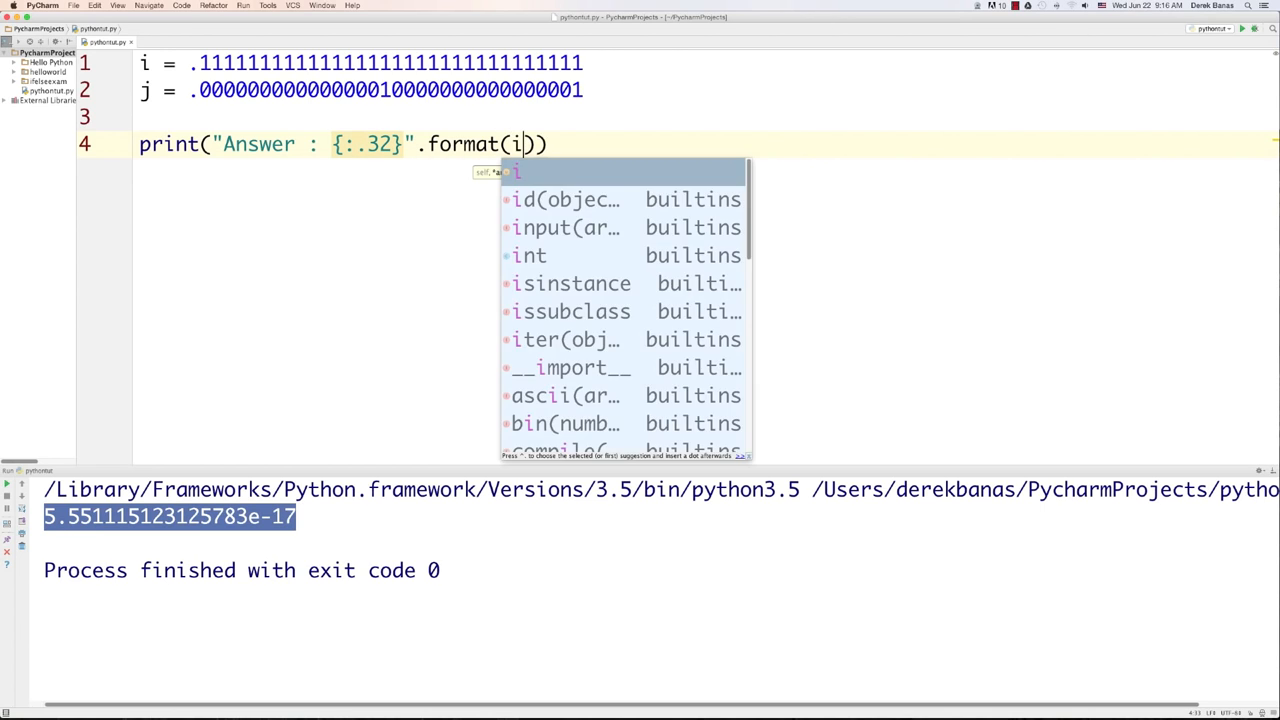 PyCharm File Edit View Navigate Code Refactor Run Tools VCS Window Help
10 Wed Jun 22 9:16 AM Derek Banas
pythontut.py - PycharmProjects - [~/PycharmProjects]
PycharmProjects pythontut.py
pythontut
pythontut.py ×
PycharmProject
Hello Python
helloworld
ifelseexam
pythontut.py
External Librarie
1 i = .11111111111111111111111111111111
2 j = .00000000000000010000000000000001
3
4 print("Answer : {:.32}".format(i))
self, *a
i
id(objec… builtins
input(ar… builtins
int builtins
isinstance builti…
issubclass builti…
iter(obj… builtins
__import__ builti…
ascii(ar… builtins
bin(numb… builtins
compile(
Press ^. to choose the selected (or first) suggestion and insert a dot afterwards >>
Run pythontut
/Library/Frameworks/Python.framework/Versions/3.5/bin/python3.5 /Users/derekbanas/PycharmProjects/pytho
5.551115123125783e-17
Process finished with exit code 0
4:33 LF÷ UTF-8÷